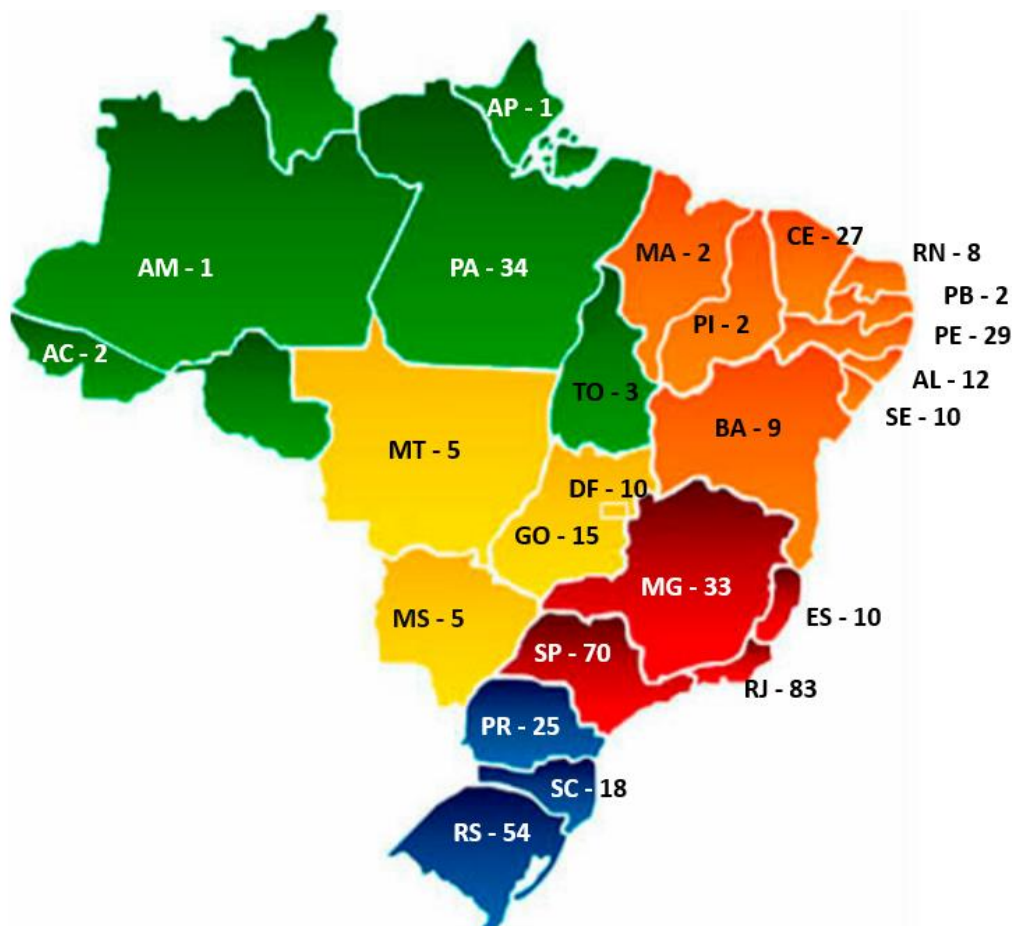 AP - 1
CE - 27
RN - 8
MA - 2
AM - 1
PA - 34
PB - 2
PI - 2
PE - 29
AC - 2
AL - 12
TO - 3
SE - 10
BA - 9
MT - 5
DF - 10
GO - 15
MG - 33
ES - 10
MS - 5
SP - 70
RJ - 83
PR - 25
SC - 18
RS - 54